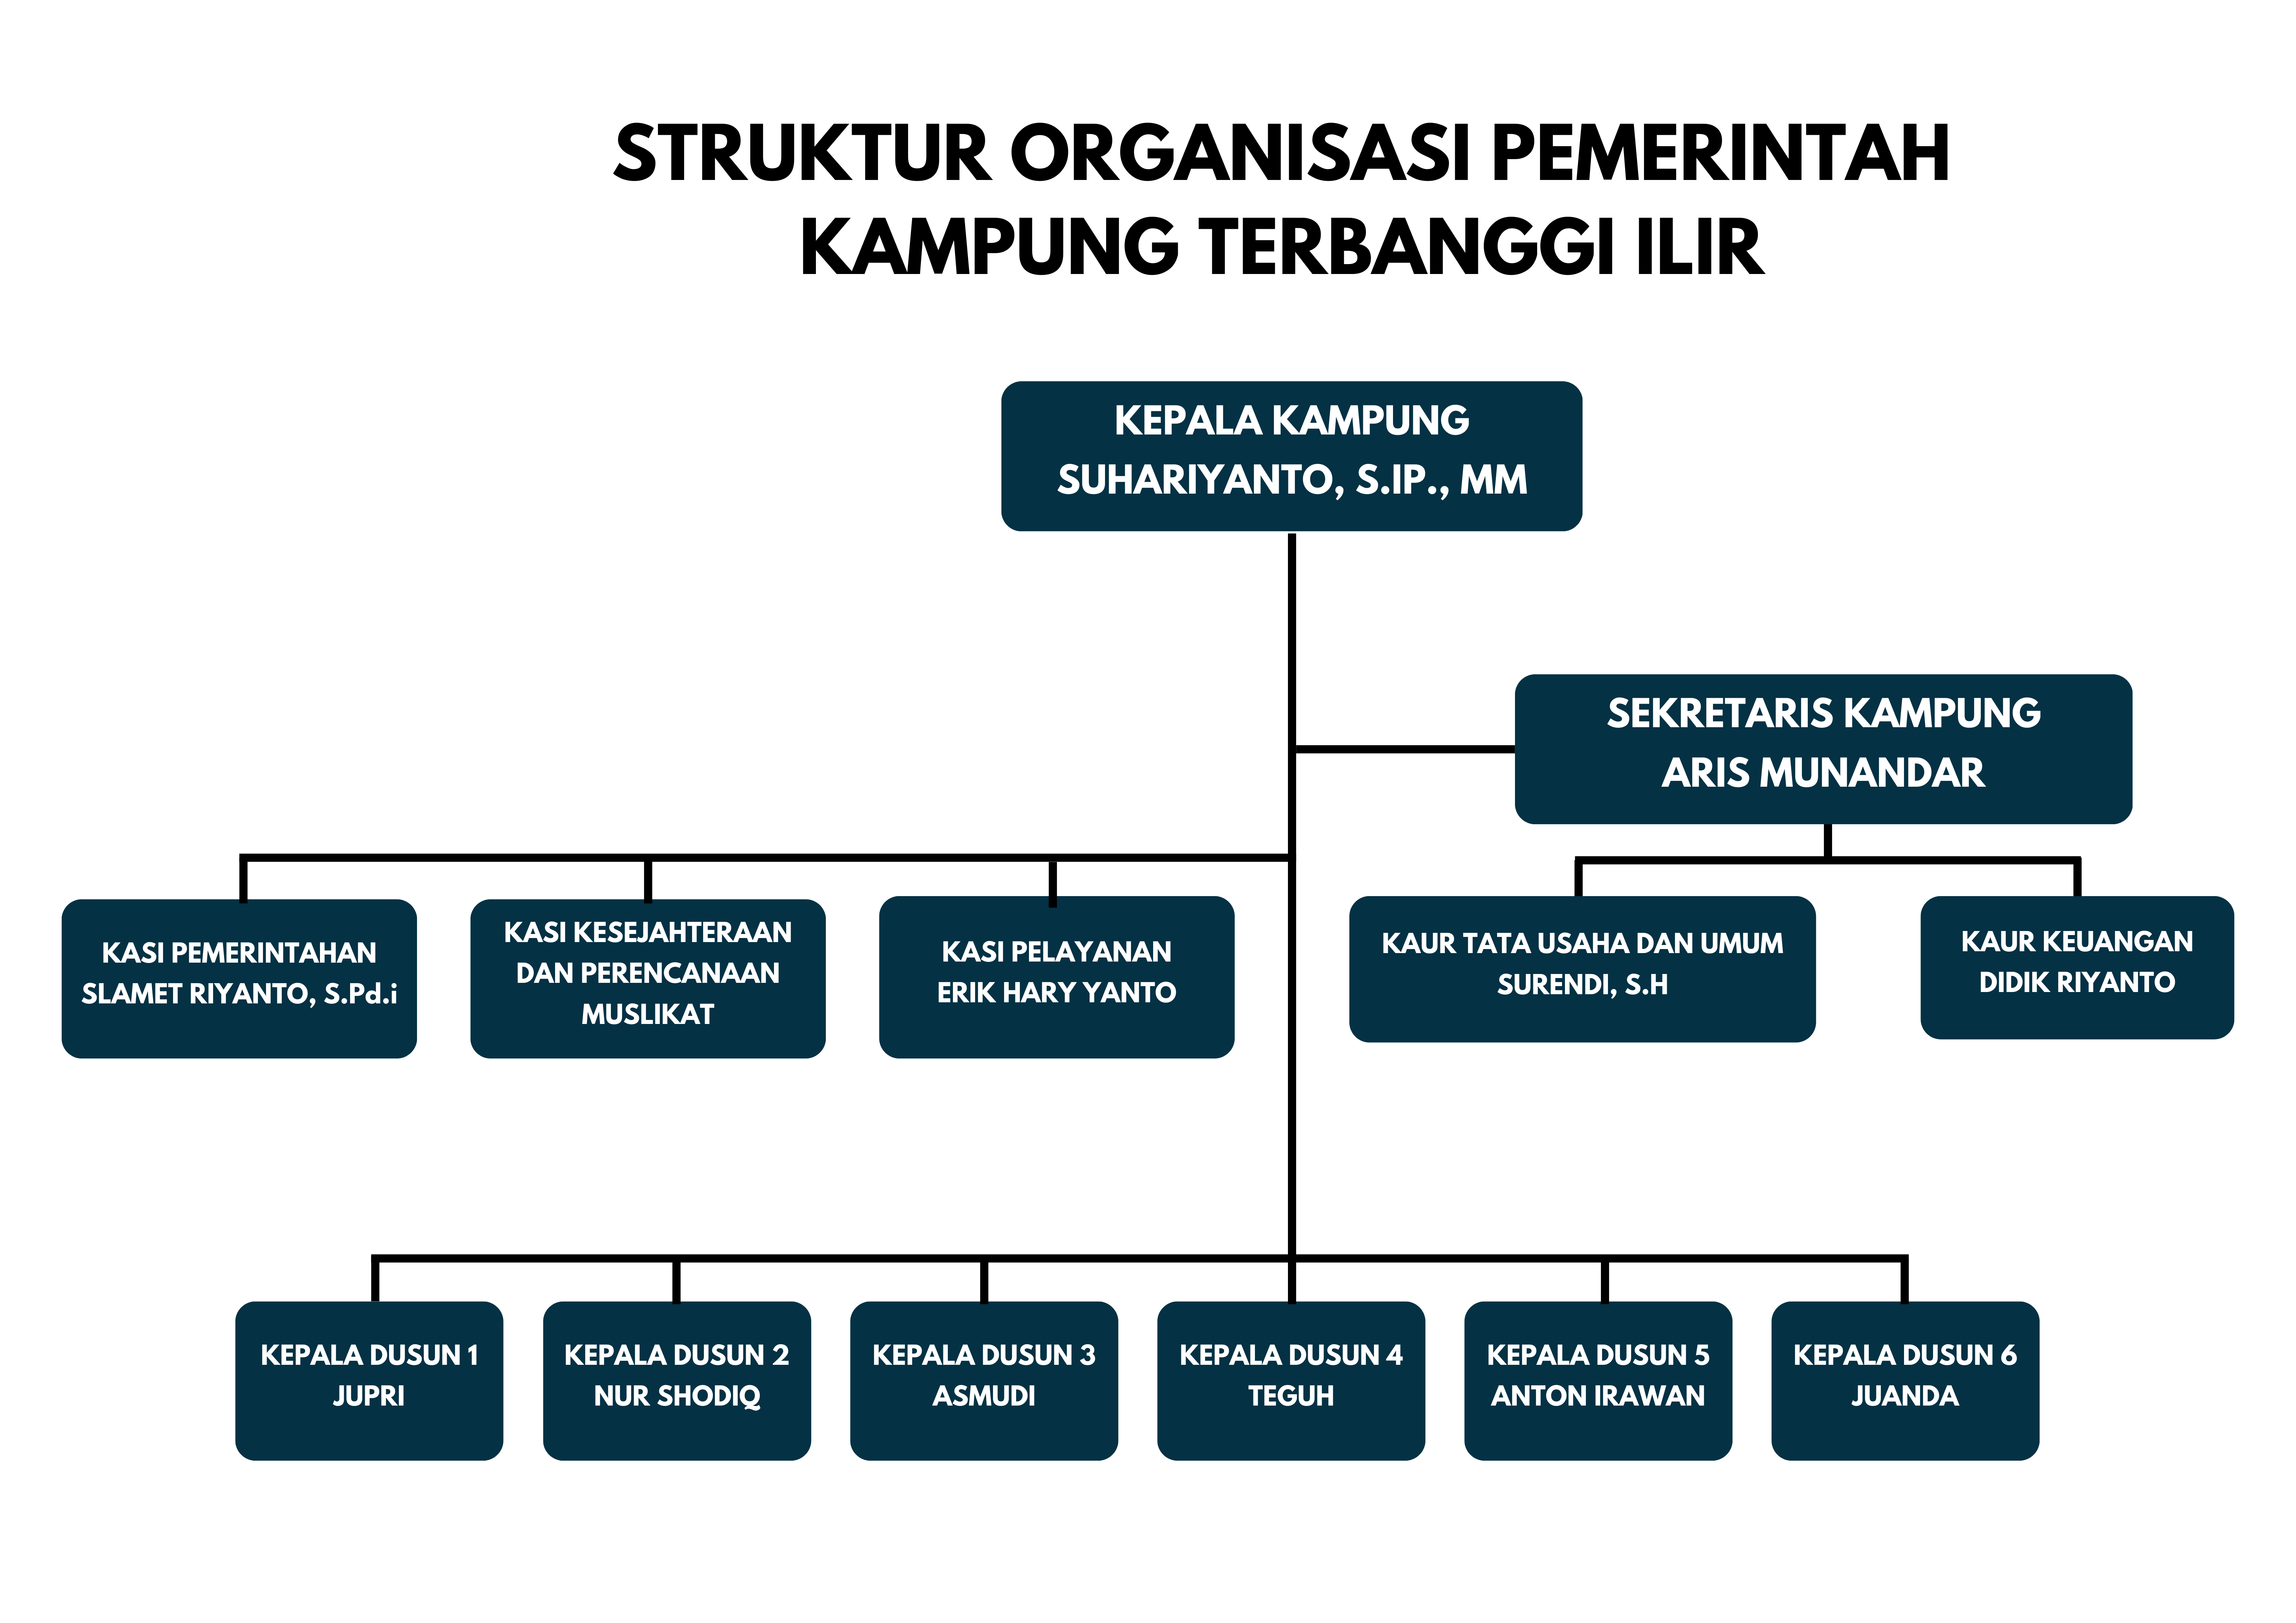 STRUKTUR ORGANISASI PEMERINTAH
KAMPUNG TERBANGGI ILIR
KEPALA KAMPUNG
SUHARIYANTO, S.IP., MM
SEKRETARIS KAMPUNG
ARIS MUNANDAR
KASI PEMERINTAHAN
SLAMET RIYANTO, S.Pd.i
KASI KESEJAHTERAAN
DAN PERENCANAAN
MUSLIKAT
KASI PELAYANAN
ERIK HARY YANTO
KAUR TATA USAHA DAN UMUM
SURENDI, S.H
KAUR KEUANGAN
DIDIK RIYANTO
KEPALA DUSUN 1
JUPRI
KEPALA DUSUN 2
NUR SHODIQ
KEPALA DUSUN 3
ASMUDI
KEPALA DUSUN 4
TEGUH
KEPALA DUSUN 5
ANTON IRAWAN
KEPALA DUSUN 6
JUANDA